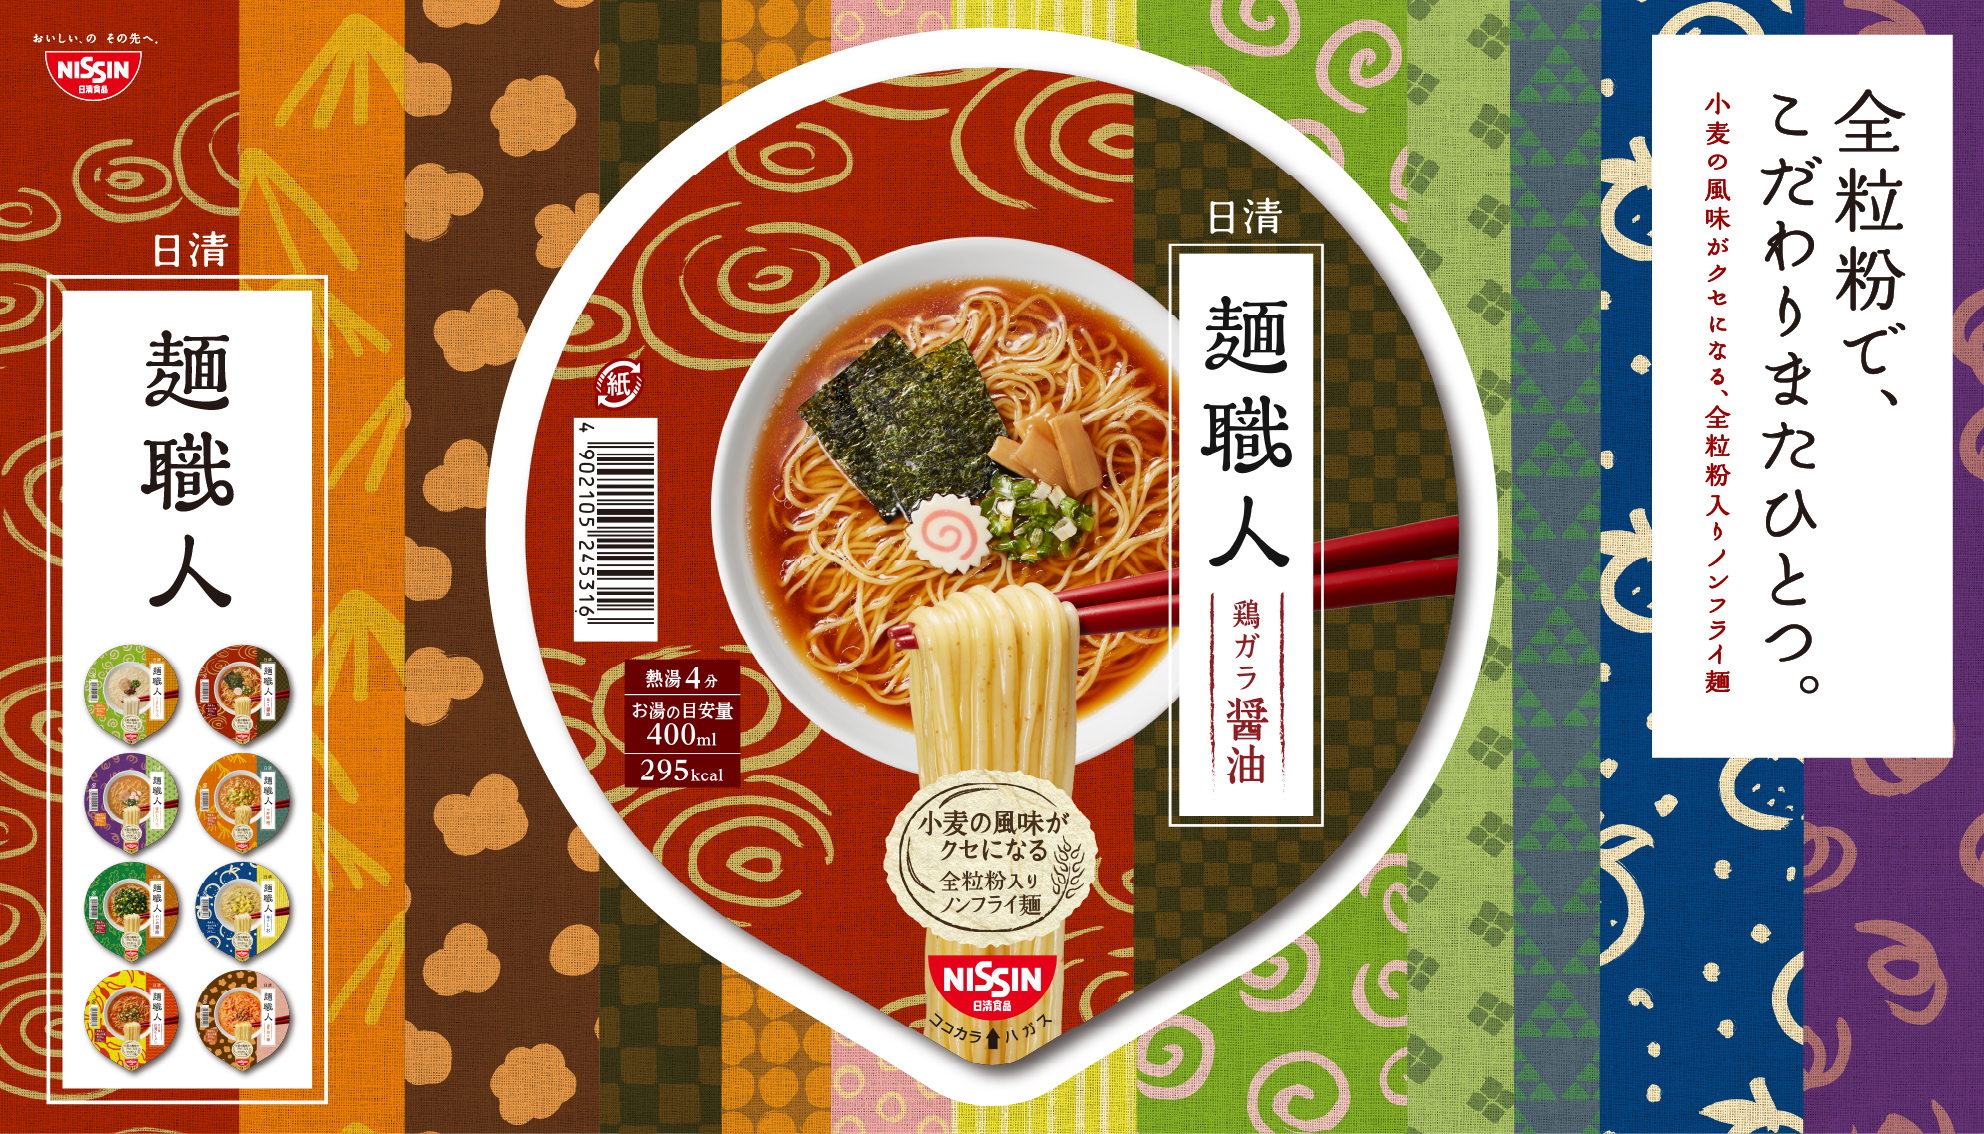 おいしい、の その先へ。
NISSIN
日清食品
日清
麺職人
日清
麺職人
鶏ガラ
醤油
紙
4 902105 245316
熱湯4分
お湯の目安量
400ml
295kcal
小麦の風味が
クセになる
全粒粉入り
ノンフライ麺
NISSIN
日清食品
ココカラ ハガス
全粒粉で、
こだわりまたひとつ。
小麦の風味がクセになる、全粒粉入りノンフライ麺